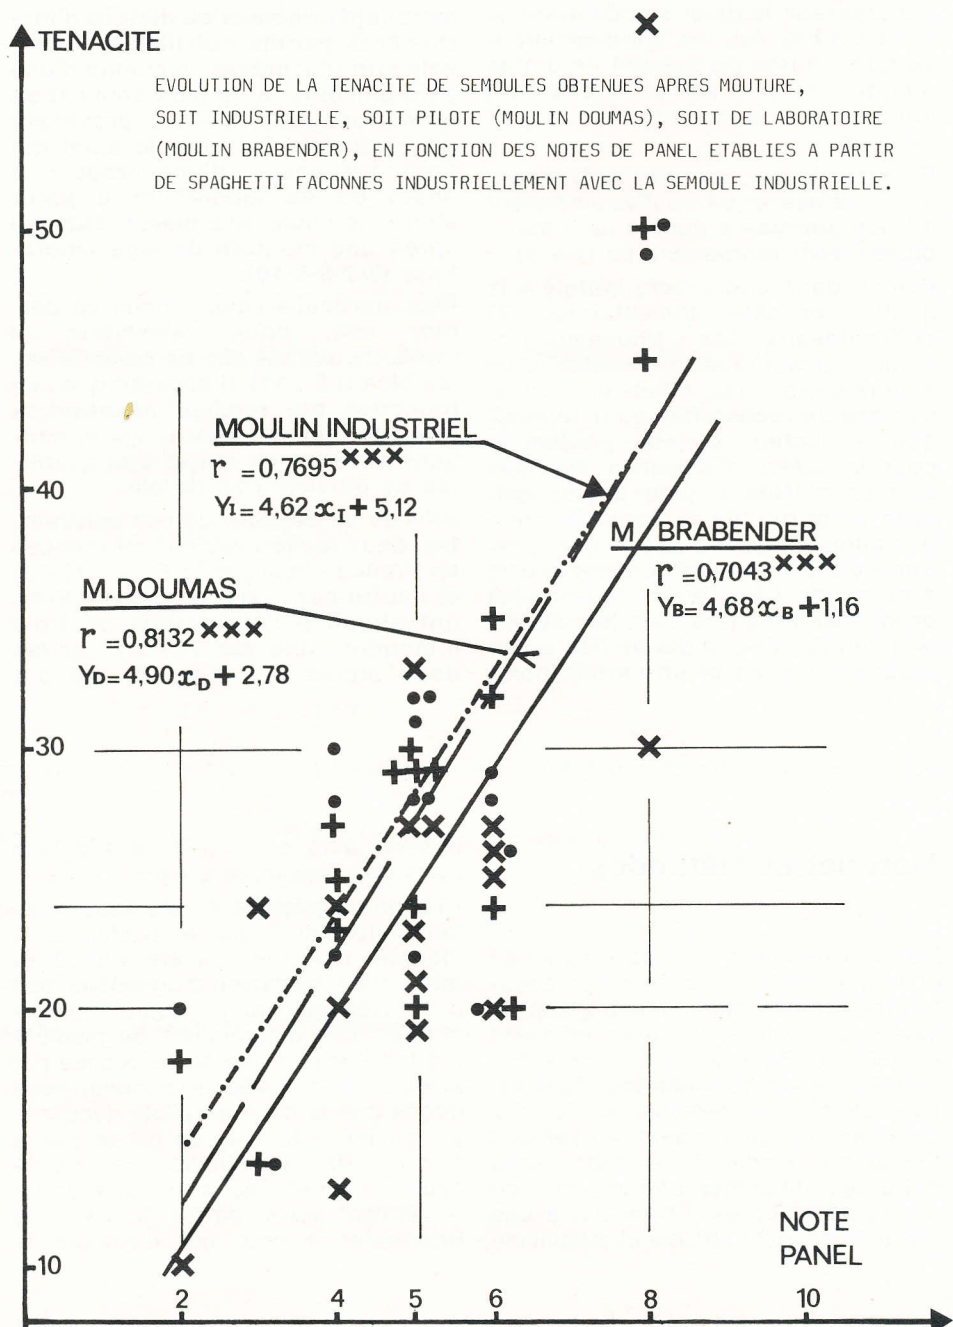 TENACITE
EVOLUTION DE LA TENACITE DE SEMOULES OBTENUES APRES MOUTURE,
SOIT INDUSTRIELLE, SOIT PILOTE (MOULIN DOUMAS), SOIT DE LABORATOIRE
(MOULIN BRABENDER), EN FONCTION DES NOTES DE PANEL ETABLIES A PARTIR
DE SPAGHETTI FACONNES INDUSTRIELLEMENT AVEC LA SEMOULE INDUSTRIELLE.
50
MOULIN INDUSTRIEL
r =0,7695 xxx
YI=4,62 xI+5,12
40
M BRABENDER
r =0,7043 xxx
YB=4,68 xB+1,16
M.DOUMAS
r =0,8132 xxx
YD=4,90 xD+2,78
30
20
10
NOTE
PANEL
2 4 5 6 8 10